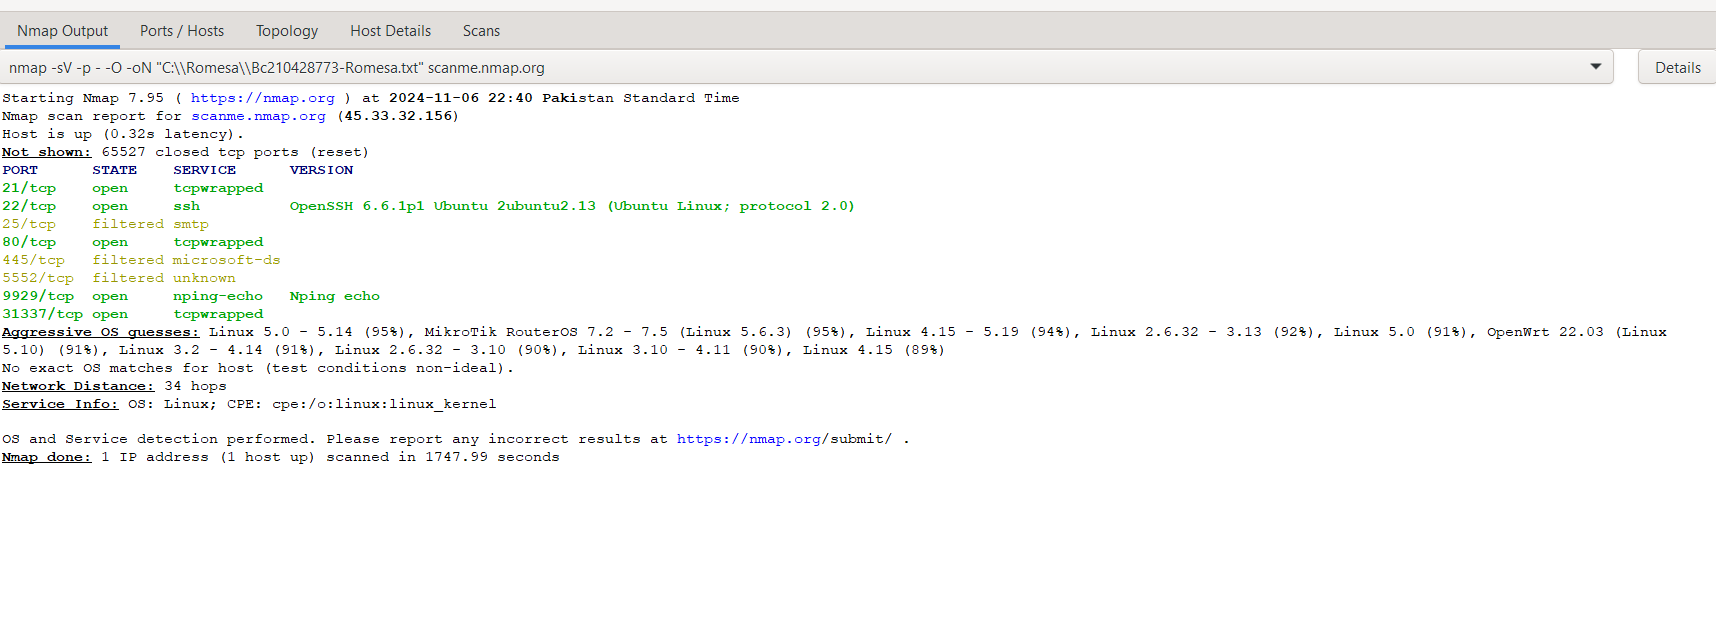 Nmap Output Ports / Hosts Topology Host Details Scans
nmap -sV -p - -O -oN "C:\\Romesa\\Bc210428773-Romesa.txt" scanme.nmap.org Details
Starting Nmap 7.95 ( https://nmap.org ) at 2024-11-06 22:40 Pakistan Standard Time
Nmap scan report for scanme.nmap.org (45.33.32.156)
Host is up (0.32s latency).
Not shown: 65527 closed tcp ports (reset)
PORT STATE SERVICE VERSION
21/tcp open tcpwrapped
22/tcp open ssh OpenSSH 6.6.1p1 Ubuntu 2ubuntu2.13 (Ubuntu Linux; protocol 2.0)
25/tcp filtered smtp
80/tcp open tcpwrapped
445/tcp filtered microsoft-ds
5552/tcp filtered unknown
9929/tcp open nping-echo Nping echo
31337/tcp open tcpwrapped
Aggressive OS guesses: Linux 5.0 - 5.14 (95%), MikroTik RouterOS 7.2 - 7.5 (Linux 5.6.3) (95%), Linux 4.15 - 5.19 (94%), Linux 2.6.32 - 3.13 (92%), Linux 5.0 (91%), OpenWrt 22.03 (Linux
5.10) (91%), Linux 3.2 - 4.14 (91%), Linux 2.6.32 - 3.10 (90%), Linux 3.10 - 4.11 (90%), Linux 4.15 (89%)
No exact OS matches for host (test conditions non-ideal).
Network Distance: 34 hops
Service Info: OS: Linux; CPE: cpe:/o:linux:linux_kernel
OS and Service detection performed. Please report any incorrect results at https://nmap.org/submit/ .
Nmap done: 1 IP address (1 host up) scanned in 1747.99 seconds